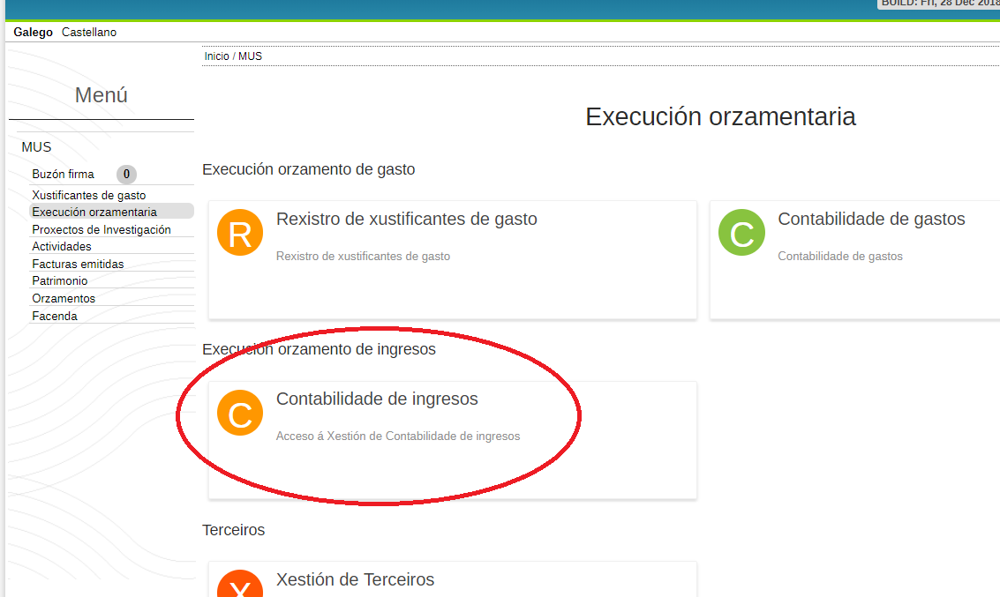 BUILD: Fri, 28 Dec 2018
Galego Castellano
Inicio / MUS
Menú
Execución orzamentaria
MUS
Buzón firma 0
Xustificantes de gasto
Execución orzamentaria
Proxectos de Investigación
Actividades
Facturas emitidas
Patrimonio
Orzamentos
Facenda
Execución orzamento de gasto
R
Rexistro de xustificantes de gasto
Rexistro de xustificantes de gasto
C
Contabilidade de gastos
Contabilidade de gastos
Execución orzamento de ingresos
C
Contabilidade de ingresos
Acceso á Xestión de Contabilidade de ingresos
Terceiros
X
Xestión de Terceiros